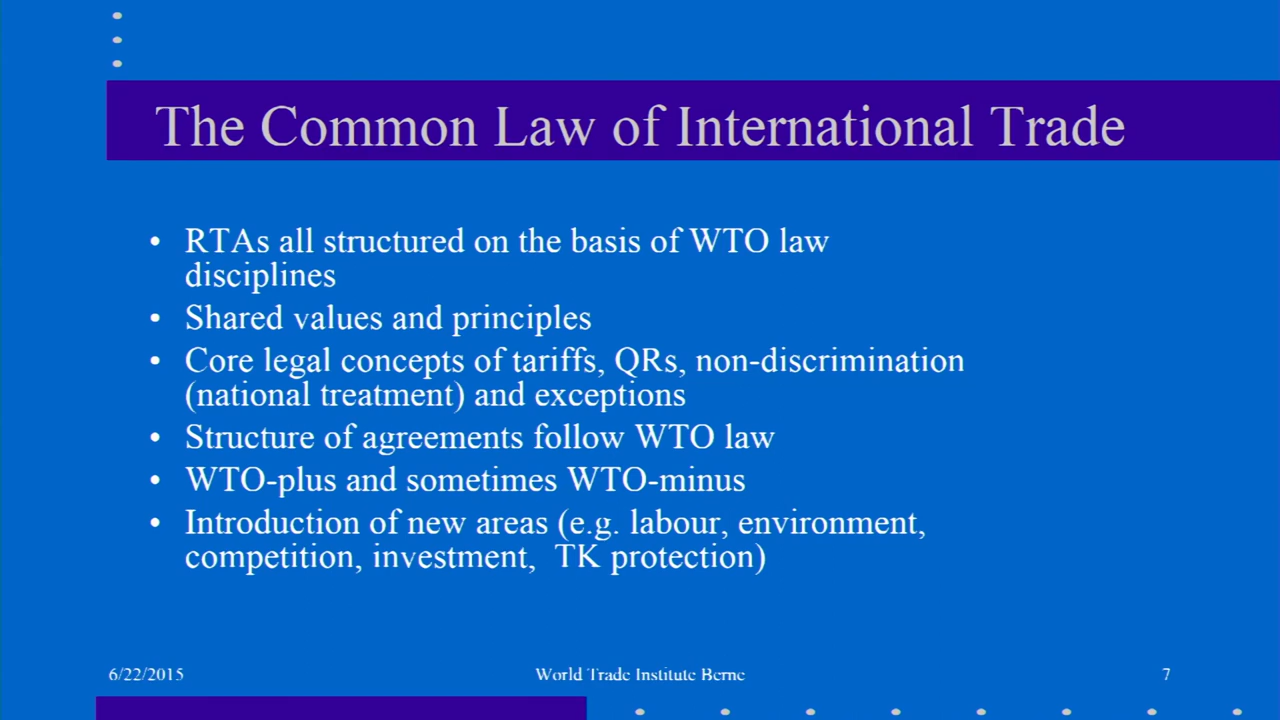 The Common Law of International Trade
• RTAs all structured on the basis of WTO law
disciplines
• Shared values and principles
• Core legal concepts of tariffs, QRs, non-discrimination
(national treatment) and exceptions
• Structure of agreements follow WTO law
• WTO-plus and sometimes WTO-minus
• Introduction of new areas (e.g. labour, environment,
competition, investment,  TK protection)
6/22/2015
World Trade Institute Berne
7